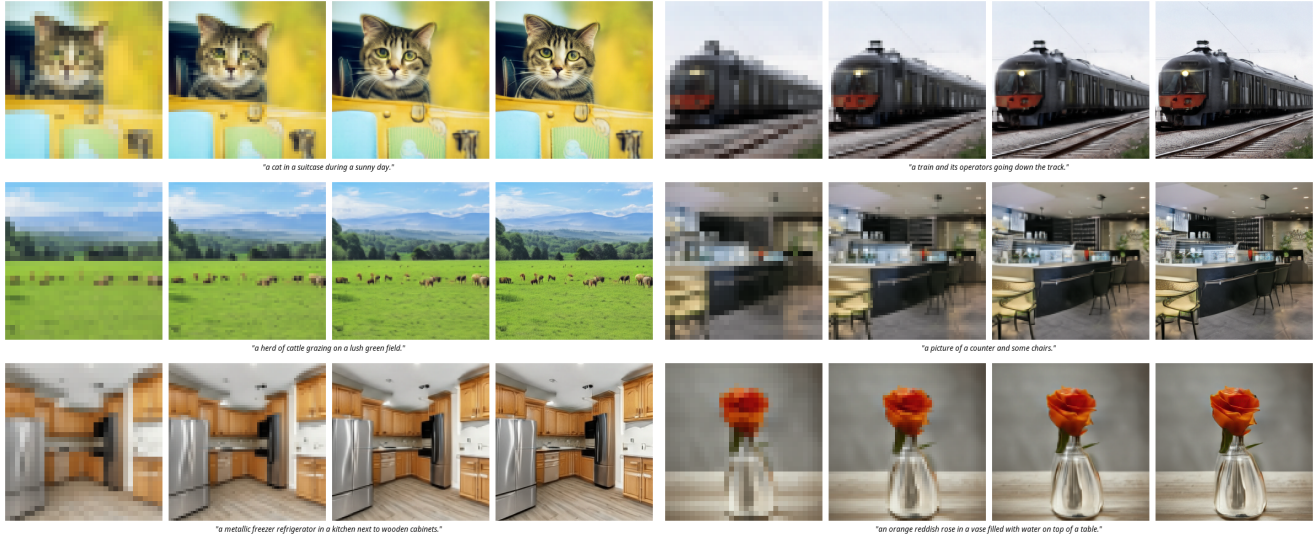 "a cat in a suitcase during a sunny day."
"a train and its operators going down the track."
"a herd of cattle grazing on a lush green field."
"a picture of a counter and some chairs."
"a metallic freezer refrigerator in a kitchen next to wooden cabinets."
"an orange reddish rose in a vase filled with water on top of a table."